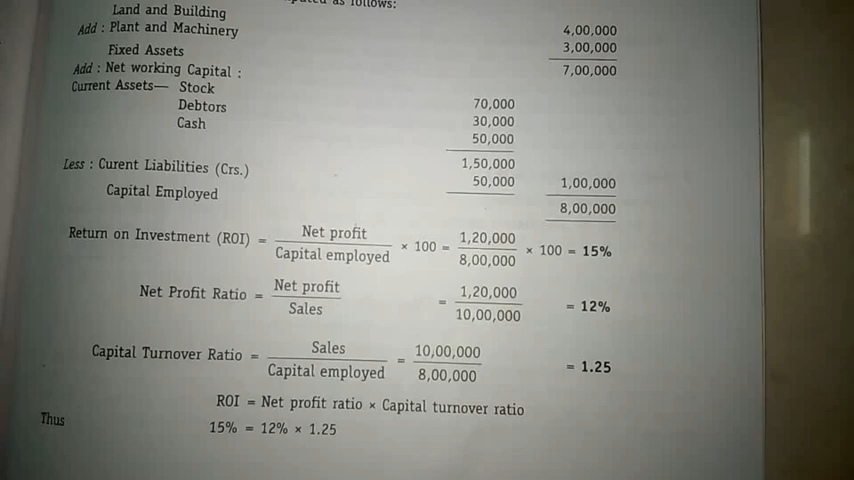 as follows:
Land and Building 4,00,000
Add : Plant and Machinery 3,00,000
Fixed Assets 7,00,000
Add : Net working Capital :
Current Assets— Stock 70,000
Debtors 30,000
Cash 50,000
1,50,000
Less : Curent Liabilities (Crs.) 50,000 1,00,000
Capital Employed 8,00,000
Return on Investment (ROI) = Net profit / Capital employed × 100 = 1,20,000 / 8,00,000 × 100 = 15%
Net Profit Ratio = Net profit / Sales = 1,20,000 / 10,00,000 = 12%
Capital Turnover Ratio = Sales / Capital employed = 10,00,000 / 8,00,000 = 1.25
ROI = Net profit ratio × Capital turnover ratio
Thus 15% = 12% × 1.25